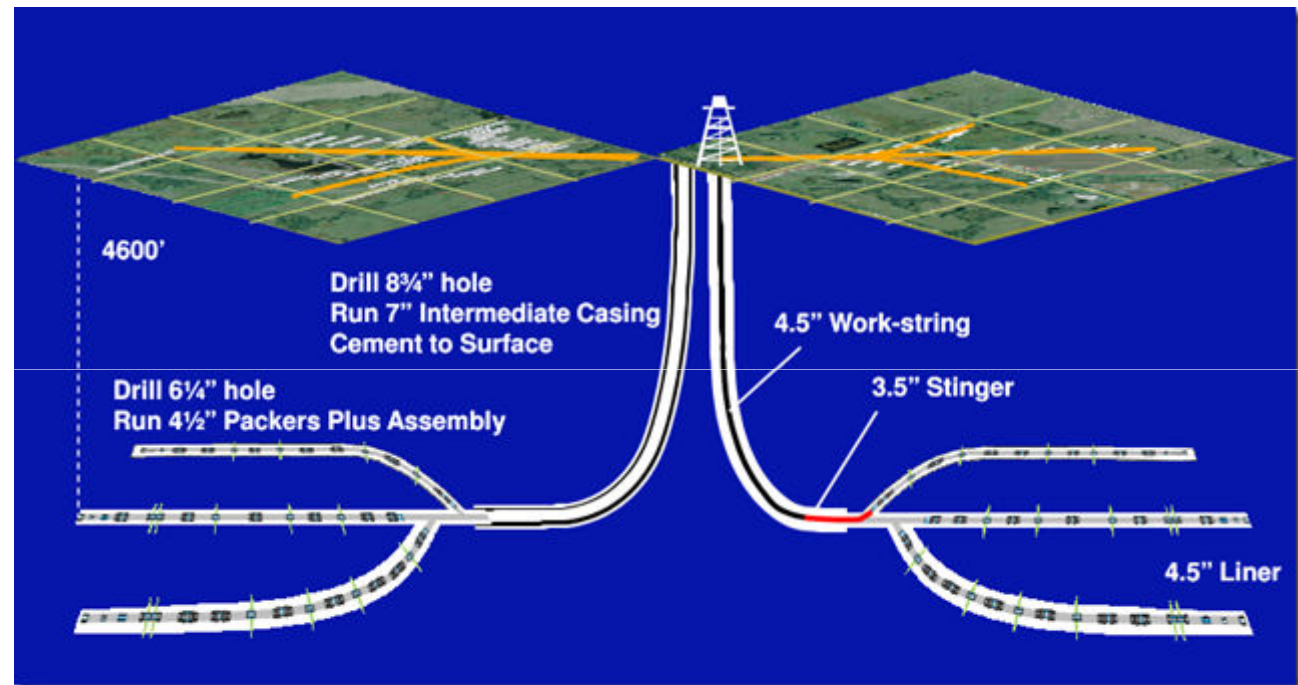 4600’
Drill 8¾” hole
Run 7” Intermediate Casing
Cement to Surface
4.5” Work-string
3.5” Stinger
Drill 6¼” hole
Run 4½” Packers Plus Assembly
4.5” Liner